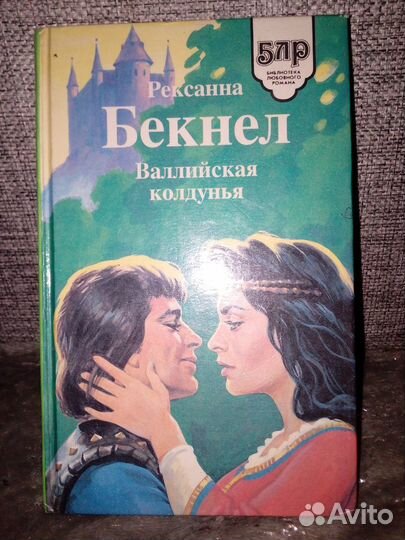 БЛР
БИБЛИОТЕКА
ЛЮБОВНОГО
РОМАНА
Рексанна
Бекнел
Валлийская
колдунья
Avito